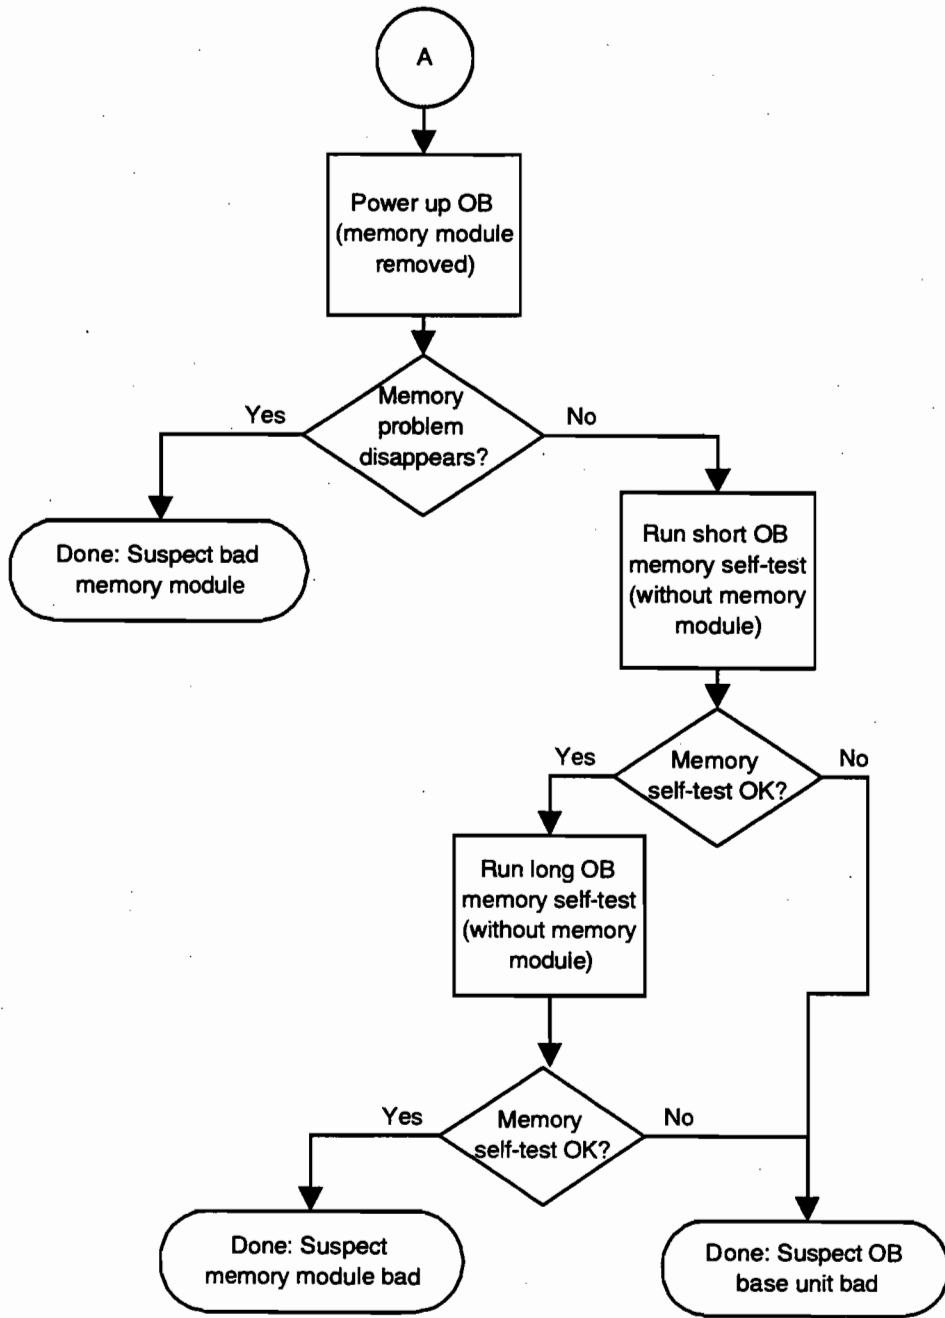 A
Power up OB
(memory module
removed)
Memory
problem
disappears?
Yes
No
Done: Suspect bad
memory module
Run short OB
memory self-test
(without memory
module)
Memory
self-test OK?
Yes
No
Run long OB
memory self-test
(without memory
module)
Memory
self-test OK?
Yes
No
Done: Suspect
memory module bad
Done: Suspect OB
base unit bad